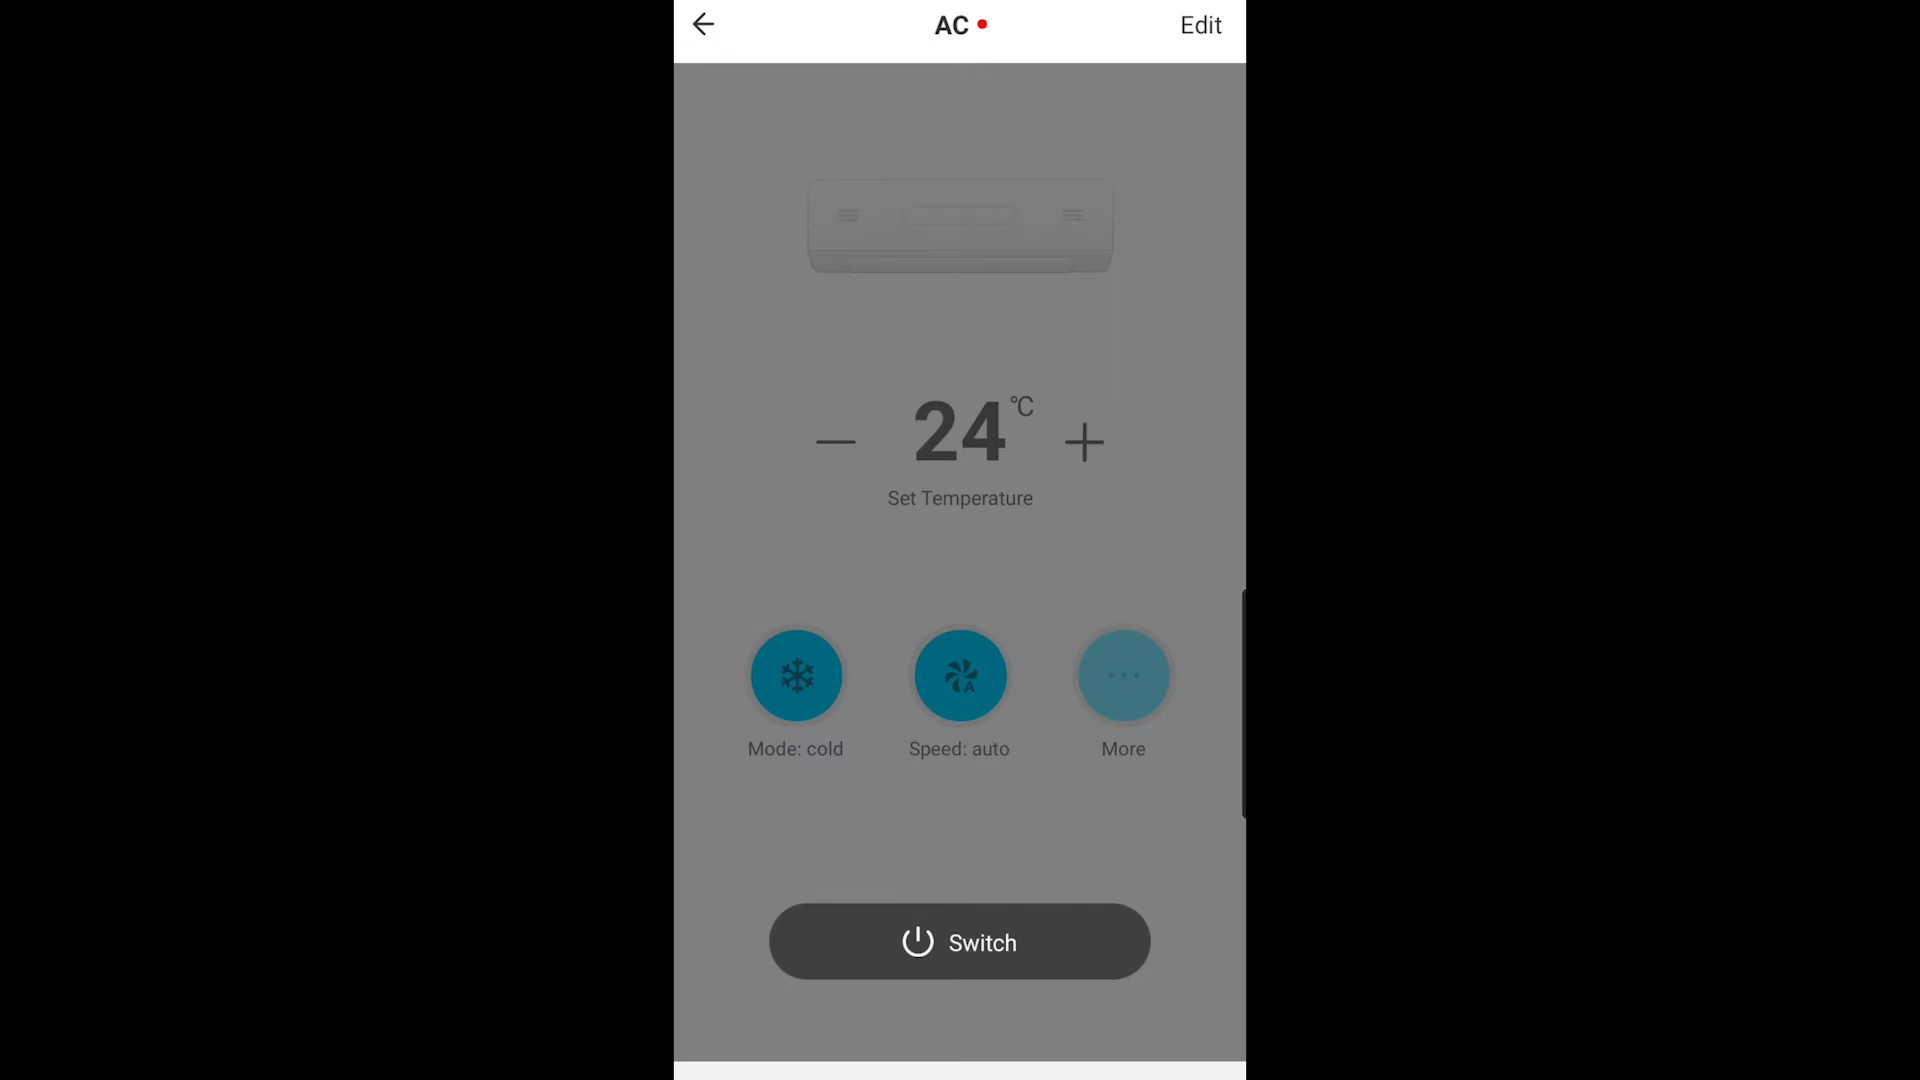 AC
Edit
24 °C
Set Temperature
A
Mode: cold
Speed: auto
More
Switch